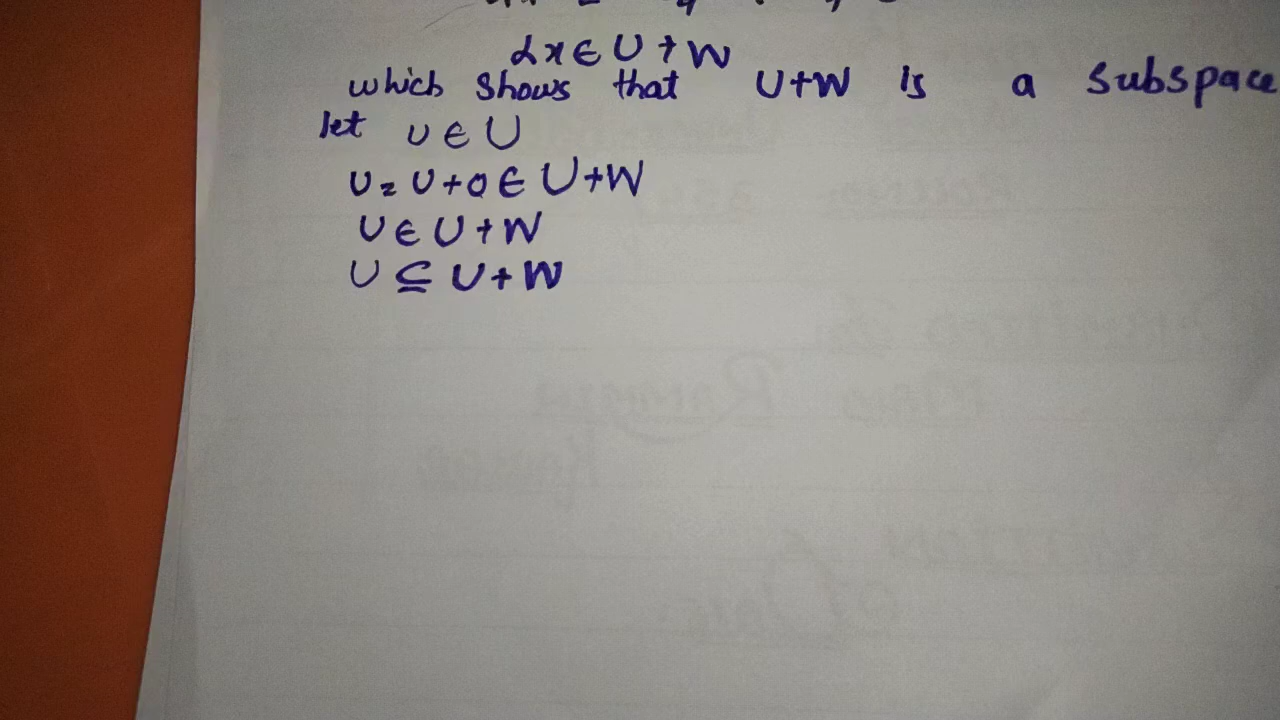 αx ∈ U + W
which shows that U+W is a subspace
let u ∈ U
u = u + 0 ∈ U+W
u ∈ U + W
U ⊆ U + W